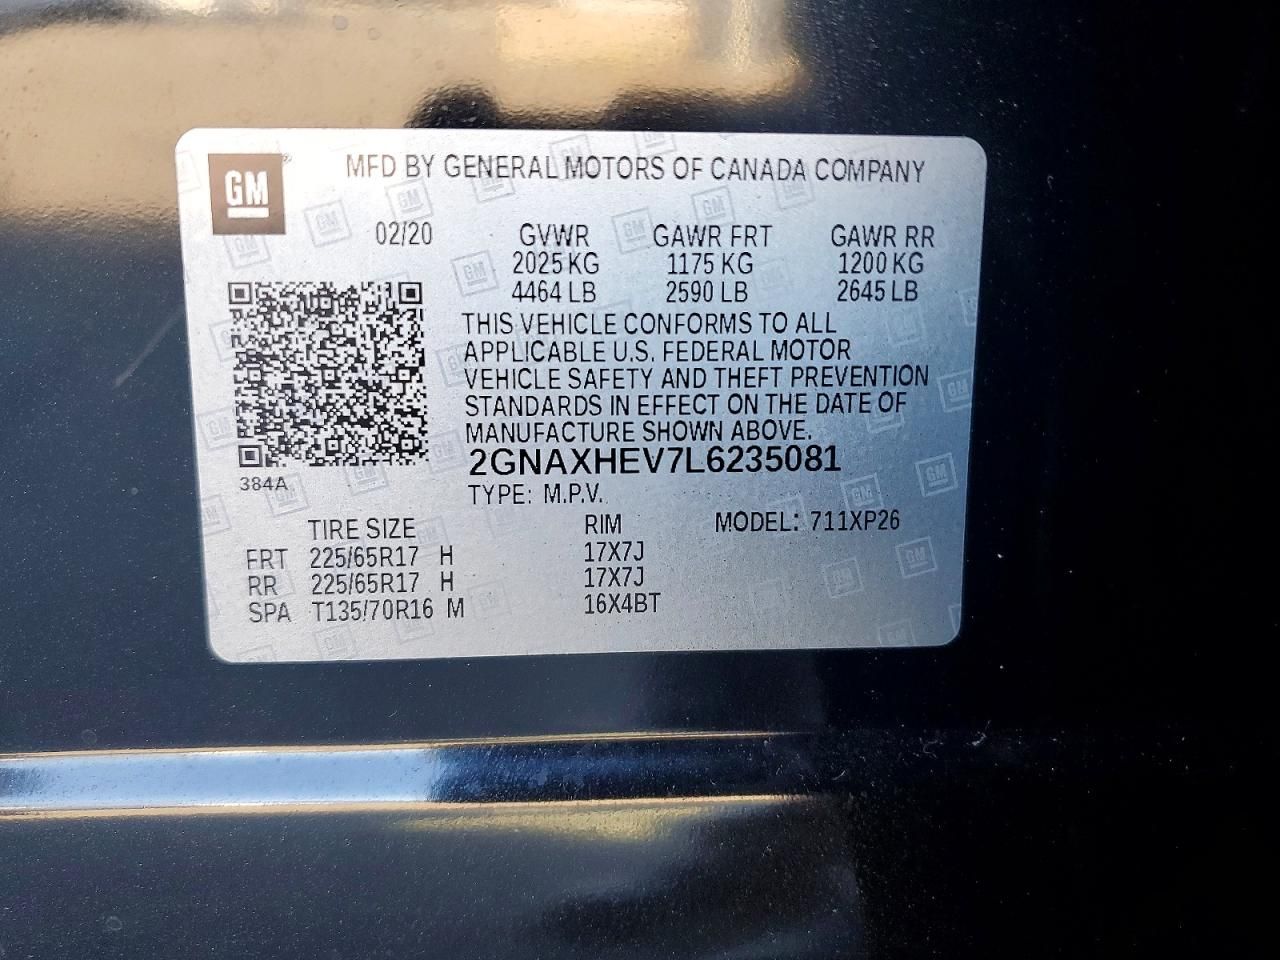 GM
MFD BY GENERAL MOTORS OF CANADA COMPANY
02/20 GVWR GAWR FRT GAWR RR
2025 KG 1175 KG 1200 KG
4464 LB 2590 LB 2645 LB
THIS VEHICLE CONFORMS TO ALL
APPLICABLE U.S. FEDERAL MOTOR
VEHICLE SAFETY AND THEFT PREVENTION
STANDARDS IN EFFECT ON THE DATE OF
MANUFACTURE SHOWN ABOVE.
2GNAXHEV7L6235081
384A
TYPE: M.P.V.
TIRE SIZE RIM MODEL: 711XP26
FRT 225/65R17 H 17X7J
RR 225/65R17 H 17X7J
SPA T135/70R16 M 16X4BT